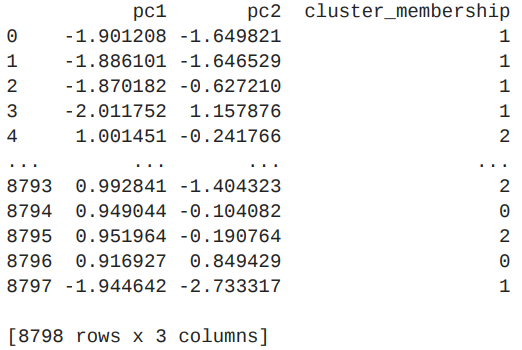 pc1 pc2 cluster_membership
0 -1.901208 -1.649821 1
1 -1.886101 -1.646529 1
2 -1.870182 -0.627210 1
3 -2.011752 1.157876 1
4 1.001451 -0.241766 2
... ... ... ...
8793 0.992841 -1.404323 2
8794 0.949044 -0.104082 0
8795 0.951964 -0.190764 2
8796 0.916927 0.849429 0
8797 -1.944642 -2.733317 1
[8798 rows x 3 columns]